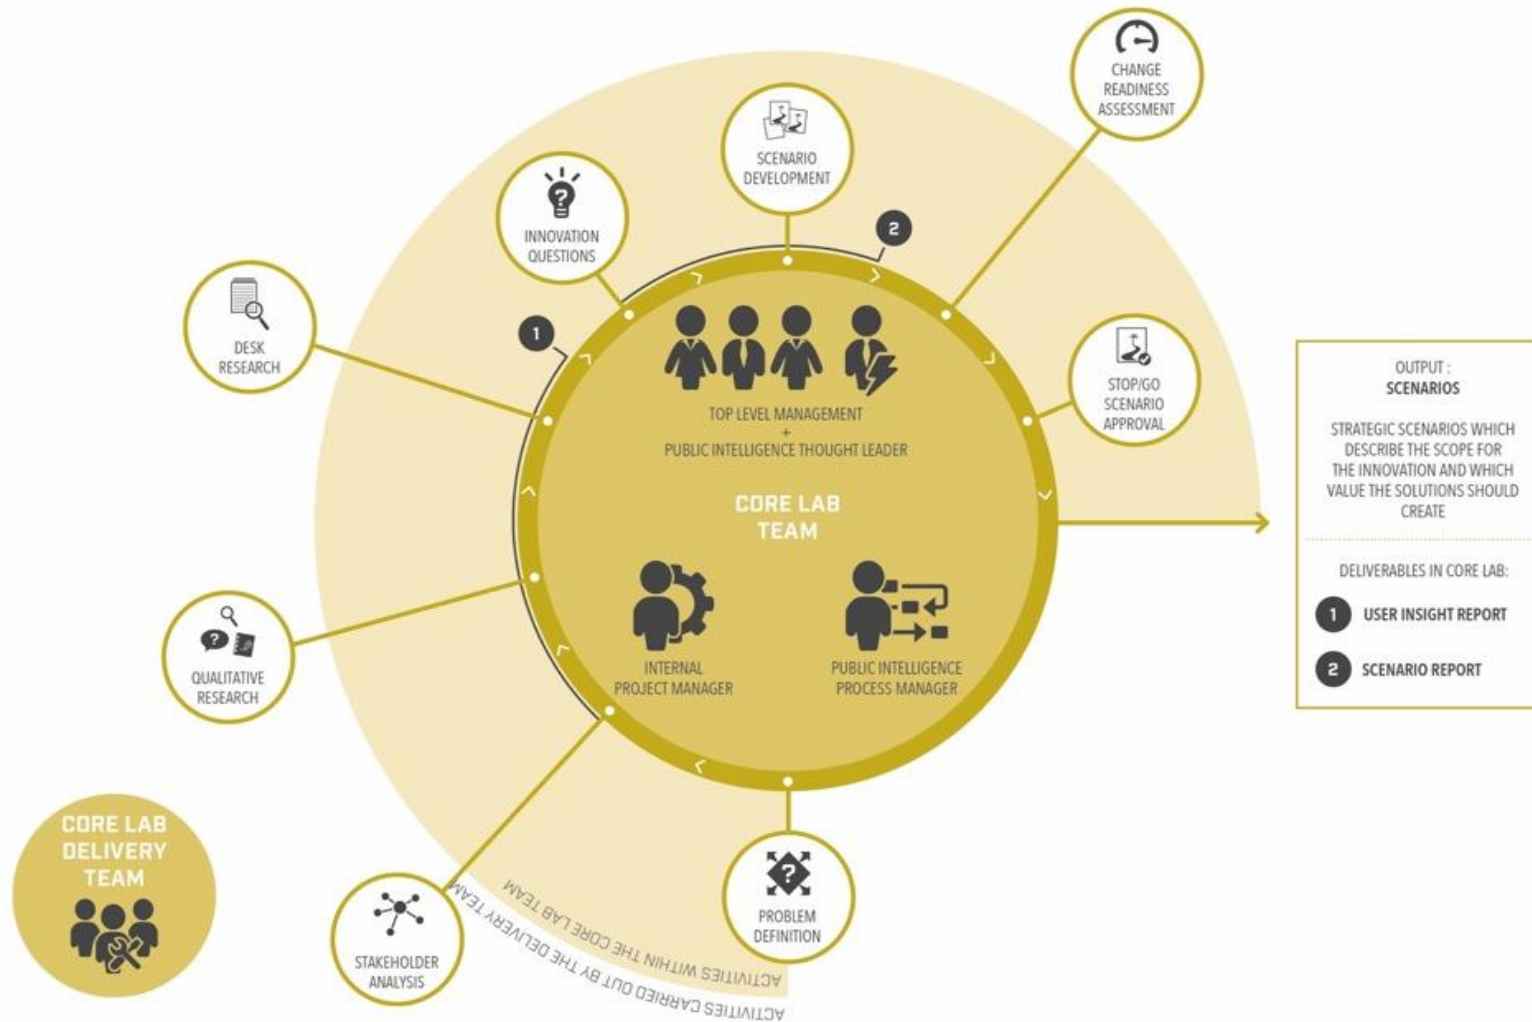 CHANGE
READINESS
ASSESSMENT
SCENARIO
DEVELOPMENT
?
INNOVATION
QUESTIONS
2
1
DESK
RESEARCH
STOP/GO
SCENARIO
APPROVAL
TOP LEVEL MANAGEMENT
+
PUBLIC INTELLIGENCE THOUGHT LEADER
CORE LAB
TEAM
INTERNAL
PROJECT MANAGER
PUBLIC INTELLIGENCE
PROCESS MANAGER
?
QUALITATIVE
RESEARCH
?
PROBLEM
DEFINITION
STAKEHOLDER
ANALYSIS
ACTIVITIES WITHIN THE CORE LAB TEAM
ACTIVITIES CARRIED OUT BY THE DELIVERY TEAM
CORE LAB
DELIVERY
TEAM
OUTPUT :
SCENARIOS
STRATEGIC SCENARIOS WHICH
DESCRIBE THE SCOPE FOR
THE INNOVATION AND WHICH
VALUE THE SOLUTIONS SHOULD
CREATE
DELIVERABLES IN CORE LAB:
1 USER INSIGHT REPORT
2 SCENARIO REPORT